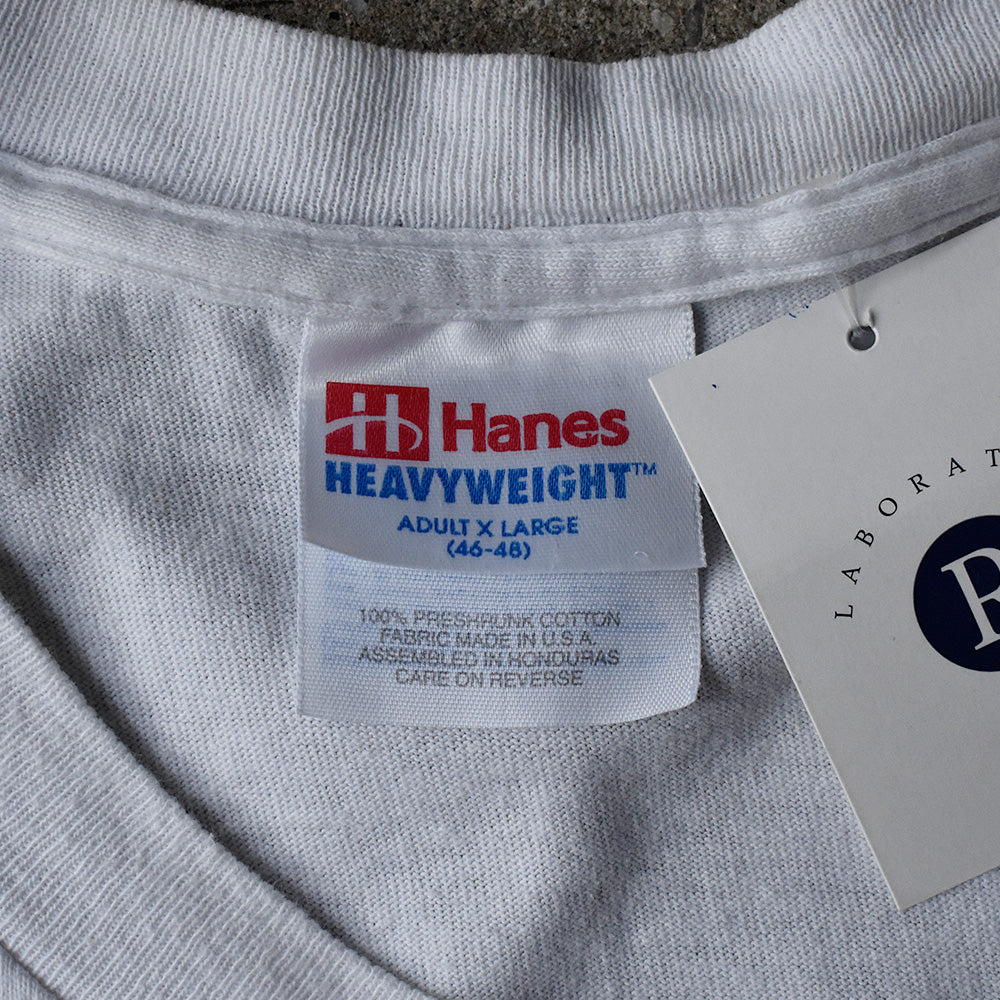 H Hanes
HEAVYWEIGHT™
ADULT X LARGE
(46-48)
100% PRESHRUNK COTTON
FABRIC MADE IN U.S.A.
ASSEMBLED IN HONDURAS
CARE ON REVERSE
LABORAT